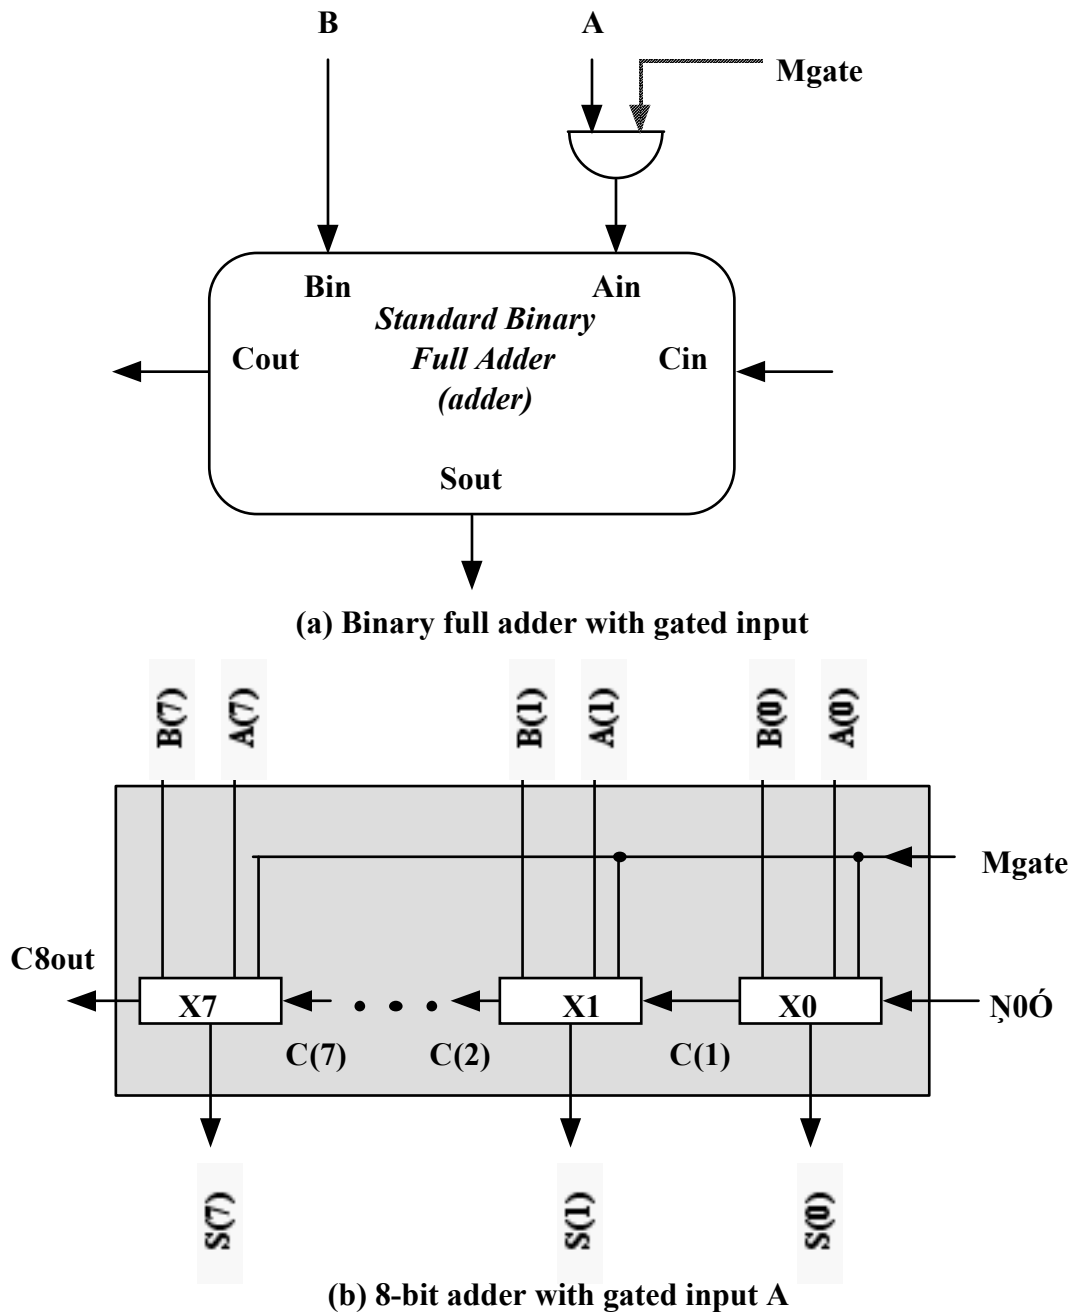 B A
Mgate
Bin Ain
Standard Binary
Full Adder
(adder)
Cout Cin
Sout
(a) Binary full adder with gated input
B(7) A(7) B(1) A(1) B(0) A(0)
Mgate
C8out
X7 X1 X0 Ņ0Ó
C(7) C(2) C(1)
S(7) S(1) S(0)
(b) 8-bit adder with gated input A